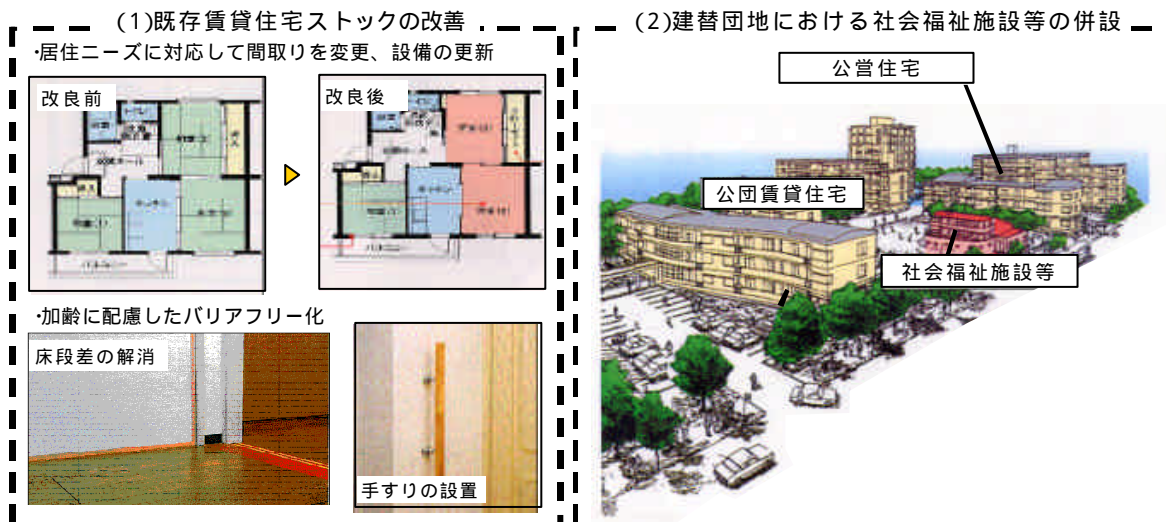 (1)既存賃貸住宅ストックの改善
・居住ニーズに対応して間取りを変更、設備の更新
改良前
改良後
・加齢に配慮したバリアフリー化
床段差の解消
手すりの設置
(2)建替団地における社会福祉施設等の併設
公営住宅
公団賃貸住宅
社会福祉施設等